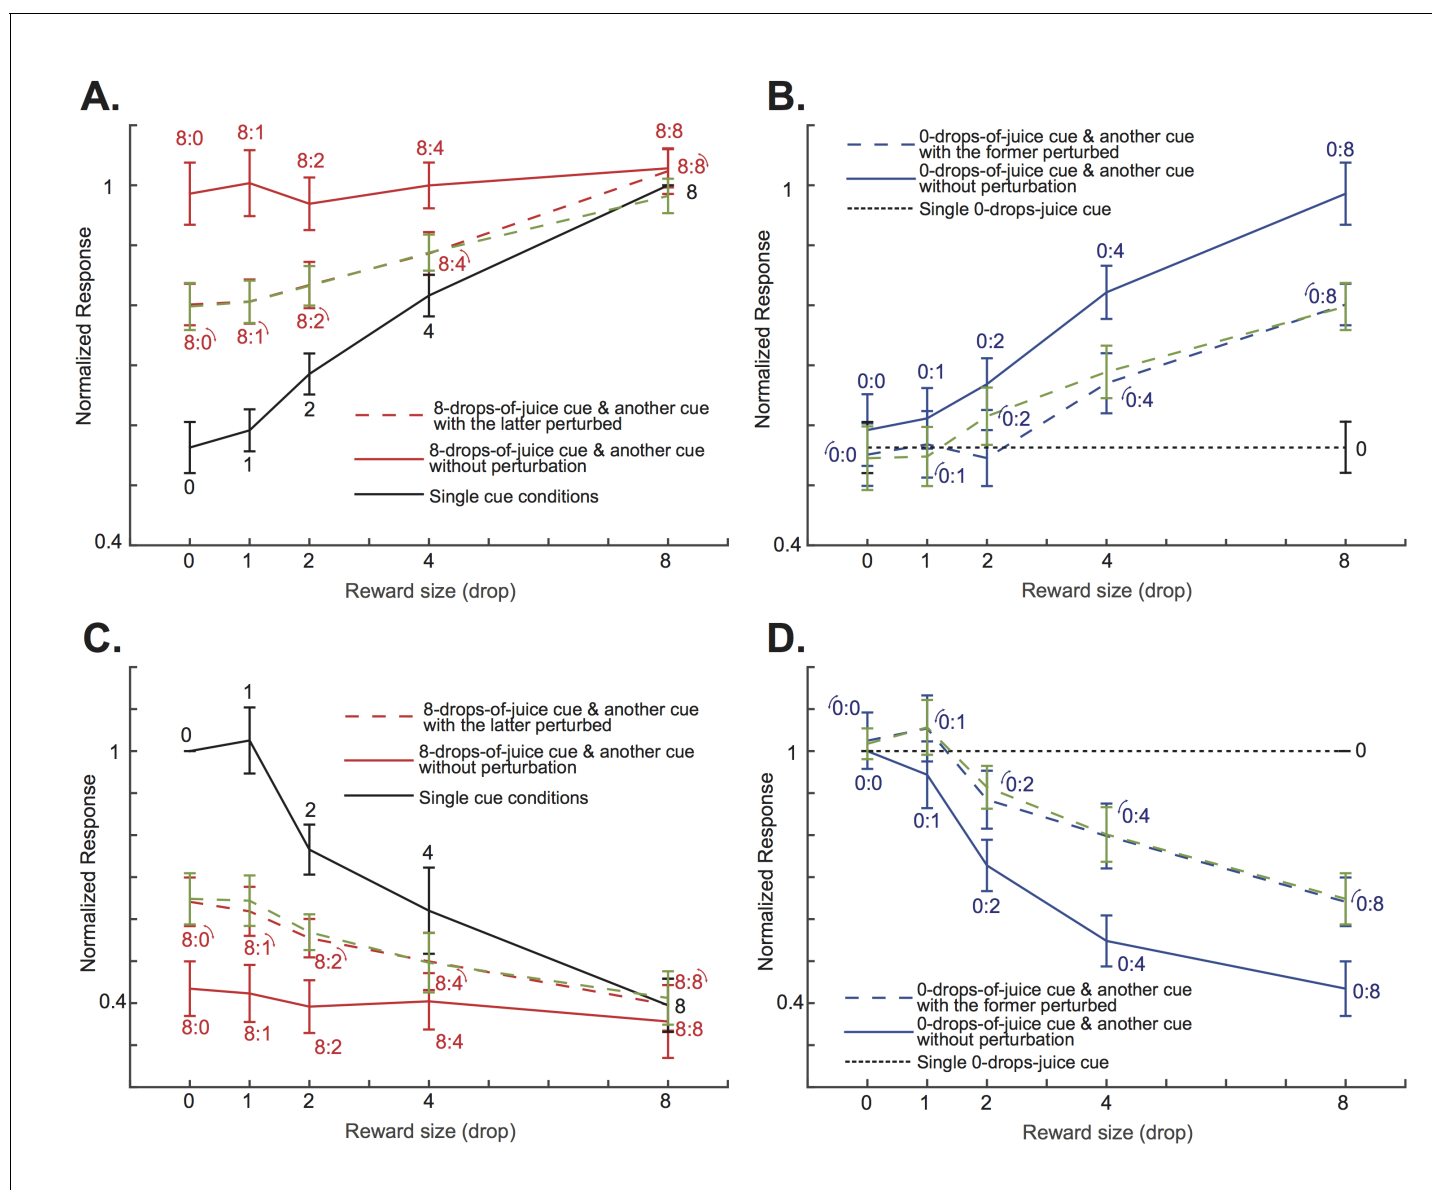 A.
8:0
8:1
8:2
8:4
8:8
8:8
8
1
8:0
8:1
8:2
8:4
0
1
2
4
8-drops-of-juice cue & another cue
with the latter perturbed
8-drops-of-juice cue & another cue
without perturbation
Single cue conditions
Normalized Response
0.4
0 1 2 4 8
Reward size (drop)
B.
0-drops-of-juice cue & another cue
with the former perturbed
0-drops-of-juice cue & another cue
without perturbation
Single 0-drops-juice cue
1
0:8
0:4
0:2
0:1
0:0
0:8
0:4
0:2
0:1
0:0
0
Normalized Response
0.4
0 1 2 4 8
Reward size (drop)
C.
0
1
2
4
8-drops-of-juice cue & another cue
with the latter perturbed
8-drops-of-juice cue & another cue
without perturbation
Single cue conditions
1
8:0
8:1
8:2
8:4
8:8
8
8:8
8:0
8:1
8:2
8:4
Normalized Response
0.4
0 1 2 4 8
Reward size (drop)
D.
0:0
0:1
0:2
0:4
0:8
0
1
0:0
0:1
0:2
0:4
0:8
0-drops-of-juice cue & another cue
with the former perturbed
0-drops-of-juice cue & another cue
without perturbation
Single 0-drops-juice cue
Normalized Response
0.4
0 1 2 4 8
Reward size (drop)